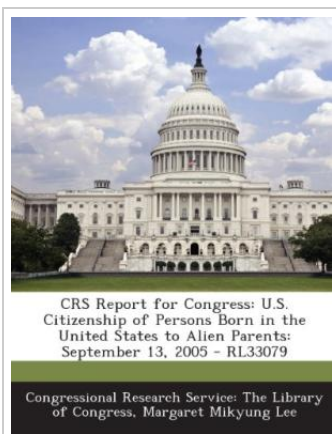 CRS Report for Congress: U.S.
Citizenship of Persons Born in the
United States to Alien Parents:
September 13, 2005 - RL33079
Congressional Research Service: The Library
of Congress, Margaret Mikyung Lee